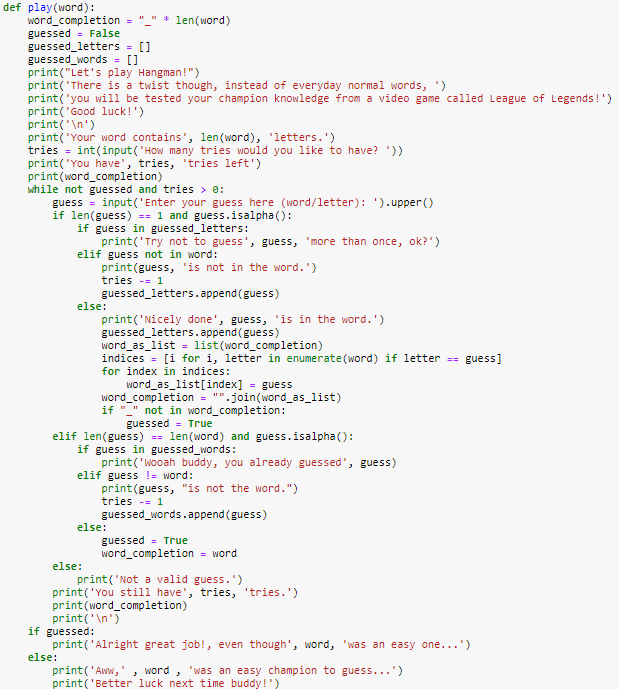 def play(word):
    word_completion = "_" * len(word)
    guessed = False
    guessed_letters = []
    guessed_words = []
    print("Let's play Hangman!")
    print('There is a twist though, instead of everyday normal words, ')
    print('you will be tested your champion knowledge from a video game called League of Legends!')
    print('Good luck!')
    print('\n')
    print('Your word contains', len(word), 'letters.')
    tries = int(input('How many tries would you like to have? '))
    print('You have', tries, 'tries left')
    print(word_completion)
    while not guessed and tries > 0:
        guess = input('Enter your guess here (word/letter): ').upper()
        if len(guess) == 1 and guess.isalpha():
            if guess in guessed_letters:
                print('Try not to guess', guess, 'more than once, ok?')
            elif guess not in word:
                print(guess, 'is not in the word.')
                tries -= 1
                guessed_letters.append(guess)
            else:
                print('Nicely done', guess, 'is in the word.')
                guessed_letters.append(guess)
                word_as_list = list(word_completion)
                indices = [i for i, letter in enumerate(word) if letter == guess]
                for index in indices:
                    word_as_list[index] = guess
                word_completion = "".join(word_as_list)
                if "_" not in word_completion:
                    guessed = True
        elif len(guess) == len(word) and guess.isalpha():
            if guess in guessed_words:
                print('Wooah buddy, you already guessed', guess)
            elif guess != word:
                print(guess, "is not the word.")
                tries -= 1
                guessed_words.append(guess)
            else:
                guessed = True
                word_completion = word
        else:
            print('Not a valid guess.')
        print('You still have', tries, 'tries.')
        print(word_completion)
        print('\n')
    if guessed:
        print('Alright great job!, even though', word, 'was an easy one...')
    else:
        print('Aww,' , word , 'was an easy champion to guess...')
        print('Better luck next time buddy!')